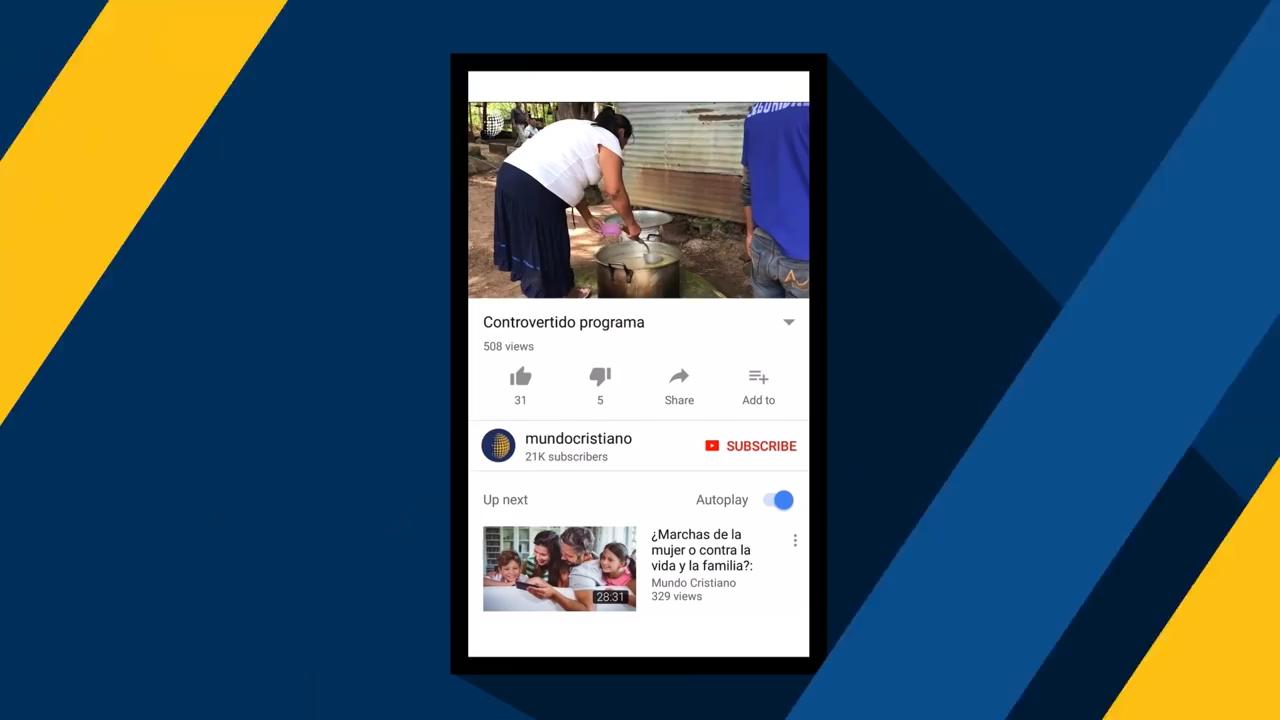 Controvertido programa
508 views
31
5
Share
Add to
mundocristiano
21K subscribers
SUBSCRIBE
Up next
Autoplay
¿Marchas de la
mujer o contra la
vida y la familia?:
Mundo Cristiano
329 views
28:31